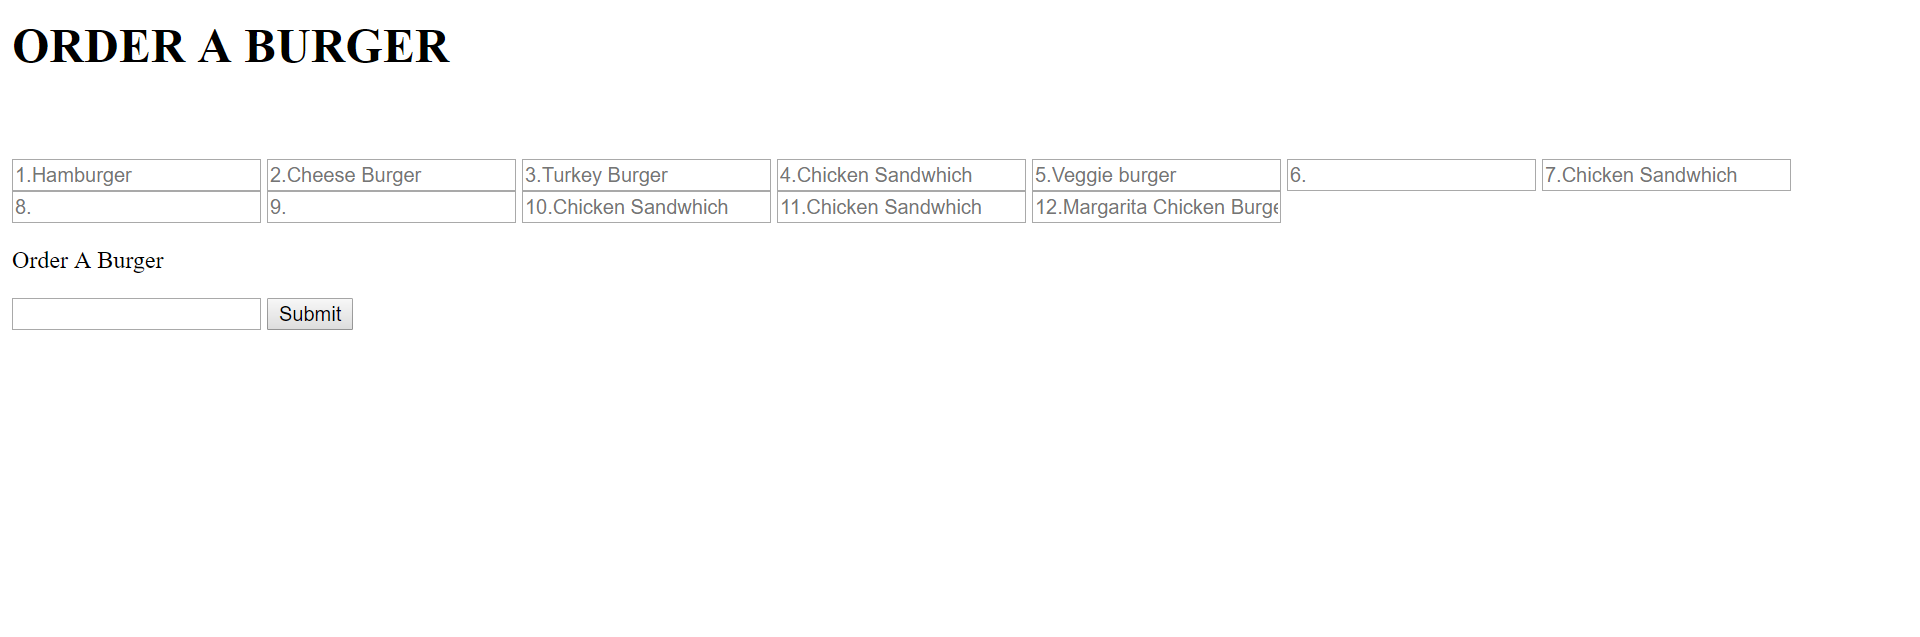 ORDER A BURGER
1.Hamburger 2.Cheese Burger 3.Turkey Burger 4.Chicken Sandwhich 5.Veggie burger 6. 7.Chicken Sandwhich
8. 9. 10.Chicken Sandwhich 11.Chicken Sandwhich 12.Margarita Chicken Burge
Order A Burger
Submit